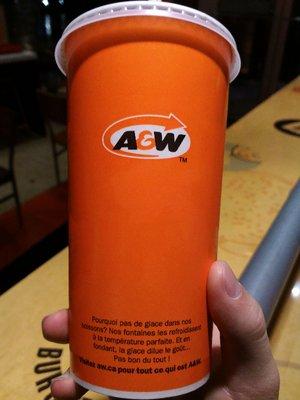 A&W
TM
Pourquoi pas de glace dans nos
boissons? Nos fontaines les refroidissent
à la température parfaite. Et en
fondant, la glace dilue le goût...
Pas bon du tout !
Visitez aw.ca pour tout ce qui est A&W.
BURG